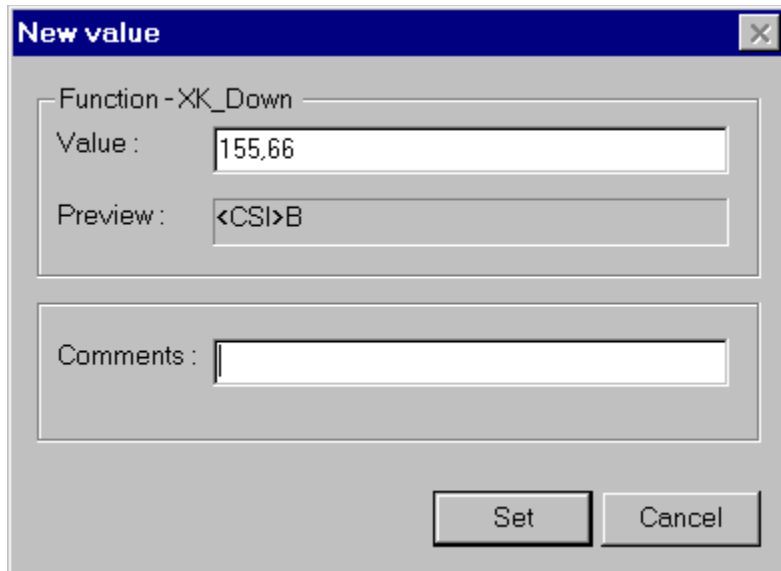 New value
Function - XK_Down
Value : 155,66
Preview : <CSI>B
Comments :
Set Cancel